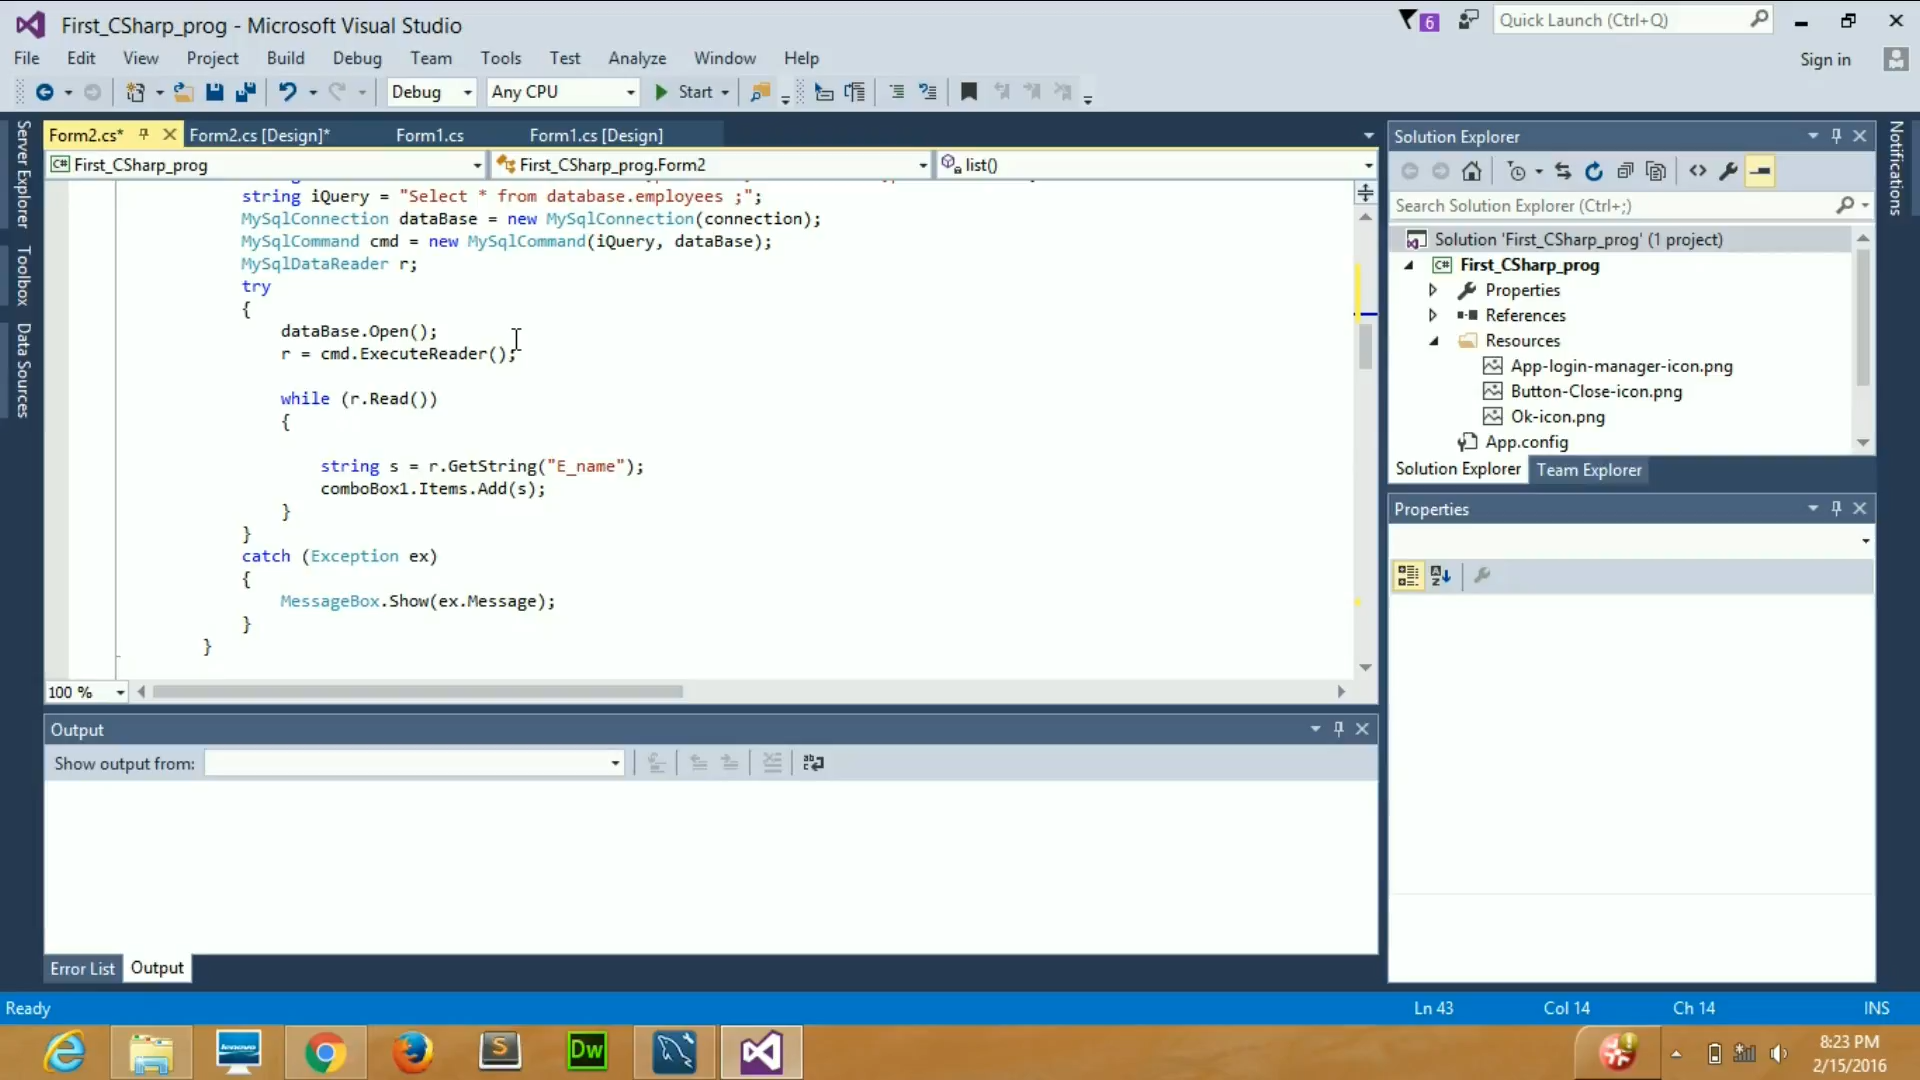 First_CSharp_prog - Microsoft Visual Studio
6
Quick Launch (Ctrl+Q)
File Edit View Project Build Debug Team Tools Test Analyze Window Help
Sign in
Debug
Any CPU
Start
Form2.cs*
Form2.cs [Design]*
Form1.cs
Form1.cs [Design]
First_CSharp_prog
First_CSharp_prog.Form2
list()
string iQuery = "Select * from database.employees ;";
MySqlConnection dataBase = new MySqlConnection(connection);
MySqlCommand cmd = new MySqlCommand(iQuery, dataBase);
MySqlDataReader r;
try
{
dataBase.Open();
r = cmd.ExecuteReader();
while (r.Read())
{
string s = r.GetString("E_name");
comboBox1.Items.Add(s);
}
}
catch (Exception ex)
{
MessageBox.Show(ex.Message);
}
}
100 %
Server Explorer
Toolbox
Data Sources
Output
Show output from:
Error List
Output
Solution Explorer
Search Solution Explorer (Ctrl+;)
Solution 'First_CSharp_prog' (1 project)
C# First_CSharp_prog
Properties
References
Resources
App-login-manager-icon.png
Button-Close-icon.png
Ok-icon.png
App.config
Solution Explorer
Team Explorer
Properties
Notifications
Ready
Ln 43
Col 14
Ch 14
INS
lenovo
S
Dw
8:23 PM
2/15/2016